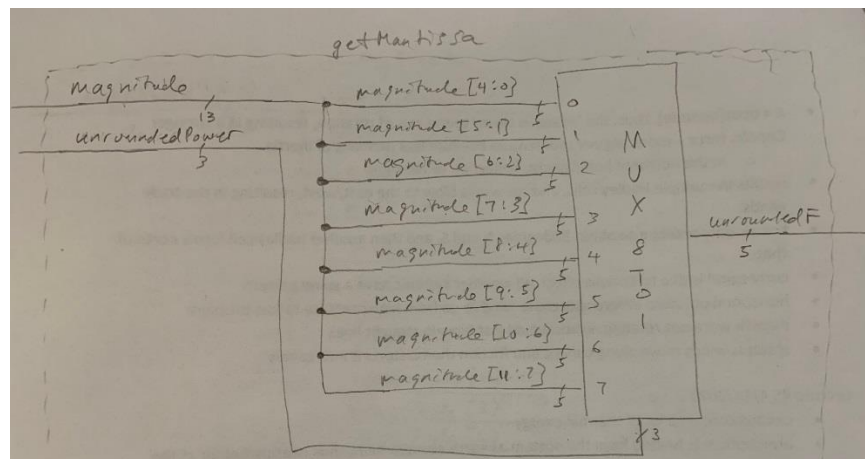 getMantissa
magnitude
13
unroundedPower
3
magnitude [4:0]
5
0
magnitude [5:1]
5
1
magnitude [6:2]
5
2
magnitude [7:3]
5
3
magnitude [8:4]
5
4
magnitude [9:5]
5
5
magnitude [10:6]
5
6
magnitude [11:7]
5
7
M
U
X
8
T
O
1
unroundedF
5
3